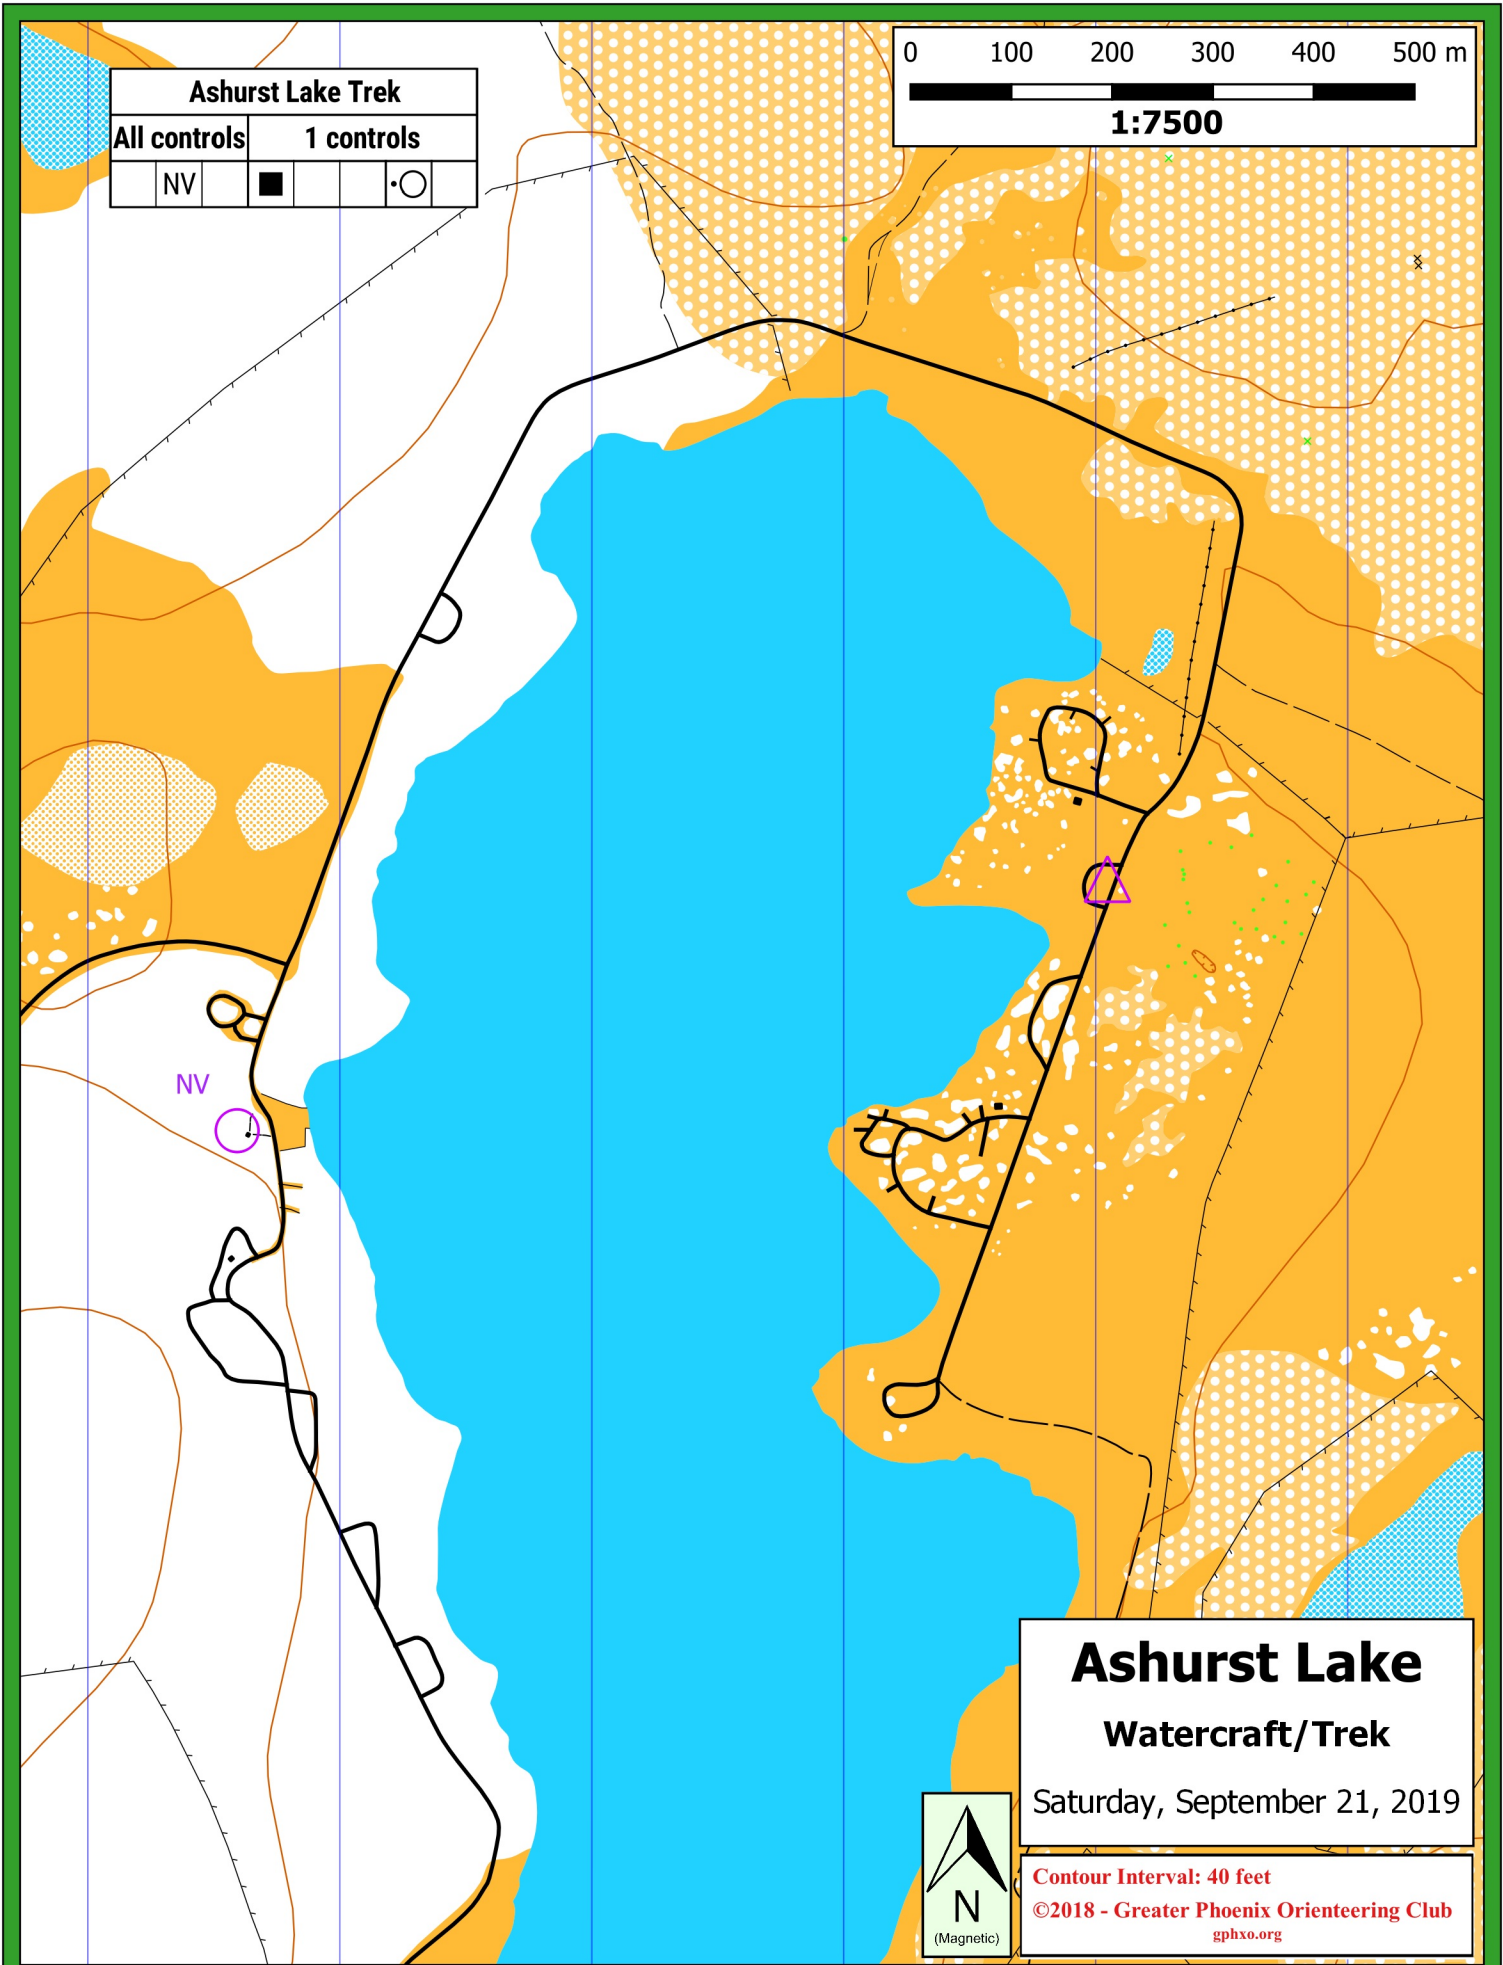 0 100 200 300 400 500 m
1:7500
Ashurst Lake Trek
All controls 1 controls
NV
NV
Ashurst Lake
Watercraft/Trek
Saturday, September 21, 2019
N
(Magnetic)
Contour Interval: 40 feet
©2018 - Greater Phoenix Orienteering Club
gphxo.org